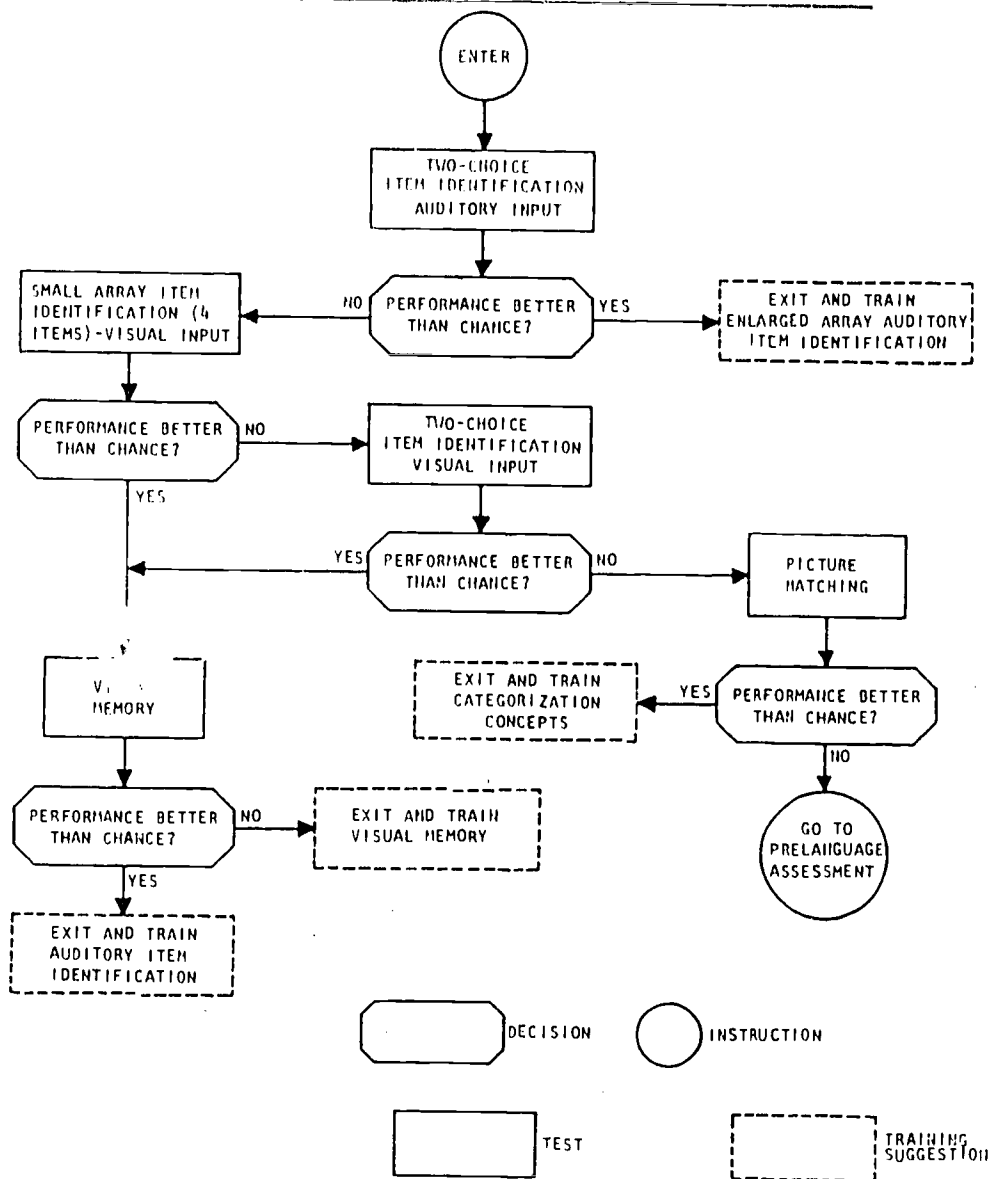 ENTER
TWO-CHOICE
ITEM IDENTIFICATION
AUDITORY INPUT
SMALL ARRAY ITEM
IDENTIFICATION (4
ITEMS)-VISUAL INPUT
NO
PERFORMANCE BETTER
THAN CHANCE?
YES
EXIT AND TRAIN
ENLARGED ARRAY AUDITORY
ITEM IDENTIFICATION
PERFORMANCE BETTER
THAN CHANCE?
NO
YES
TWO-CHOICE
ITEM IDENTIFICATION
VISUAL INPUT
YES
PERFORMANCE BETTER
THAN CHANCE?
NO
PICTURE
MATCHING
MEMORY
EXIT AND TRAIN
CATEGORIZATION
CONCEPTS
YES
PERFORMANCE BETTER
THAN CHANCE?
NO
PERFORMANCE BETTER
THAN CHANCE?
NO
YES
EXIT AND TRAIN
VISUAL MEMORY
GO TO
PRELANGUAGE
ASSESSMENT
EXIT AND TRAIN
AUDITORY ITEM
IDENTIFICATION
DECISION
INSTRUCTION
TEST
TRAINING
SUGGESTION